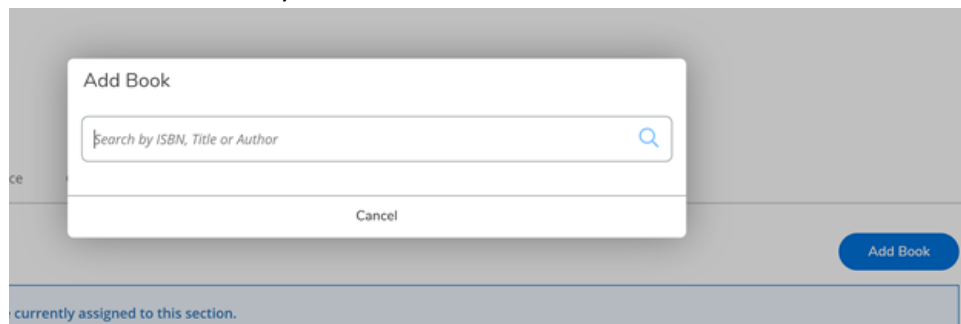 Add Book
Search by ISBN, Title or Author
ce
Cancel
Add Book
currently assigned to this section.